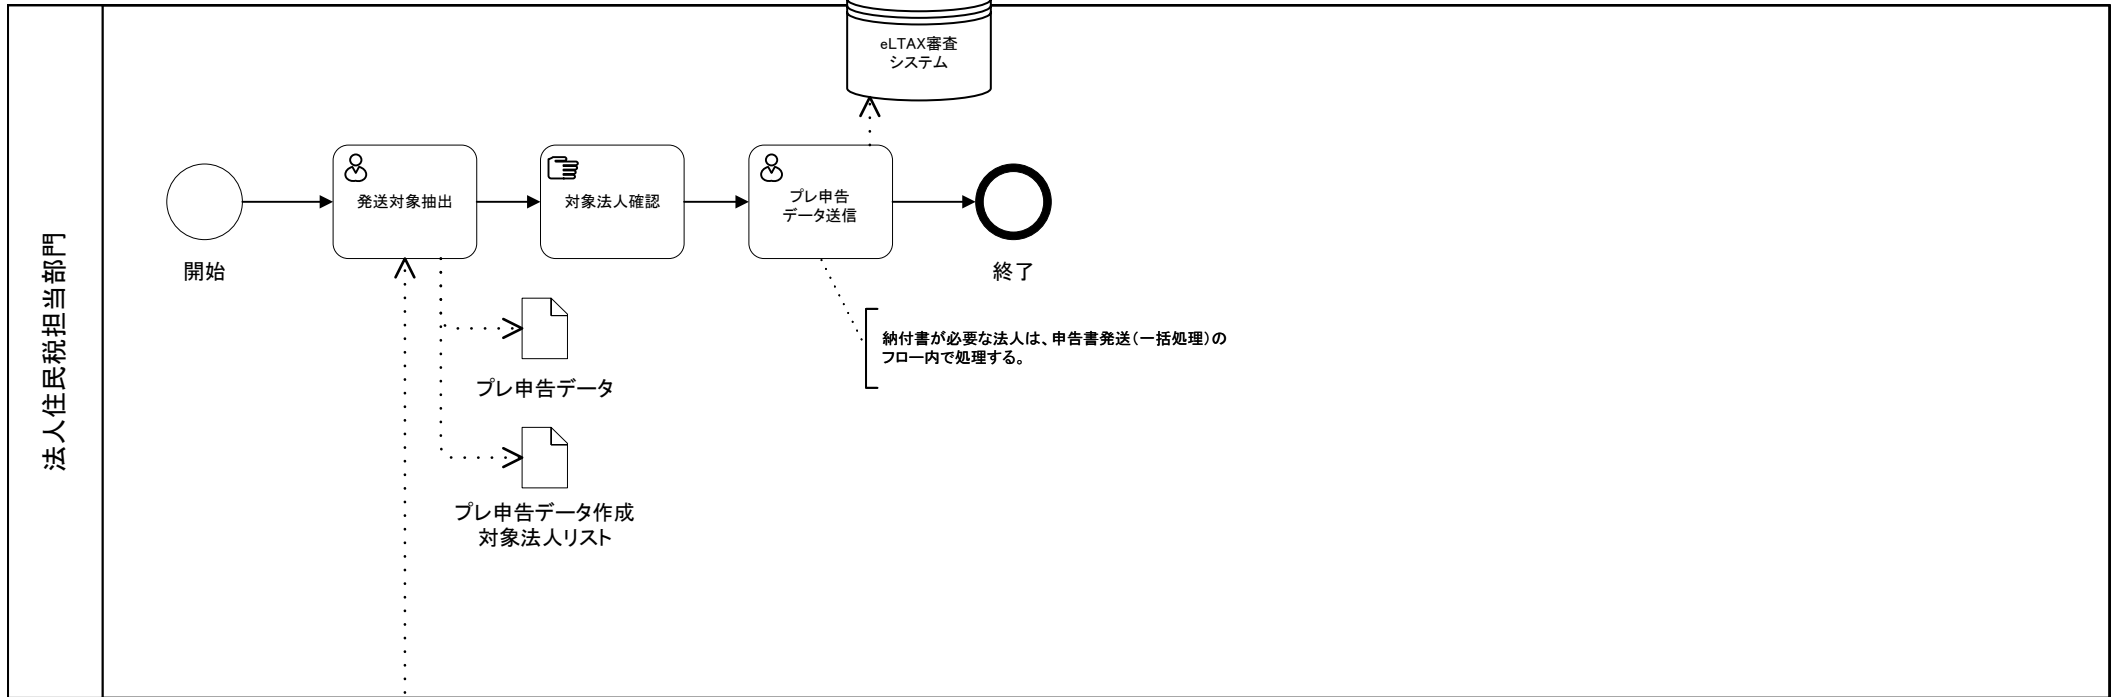 eLTAX審査
システム
発送対象抽出
対象法人確認
プレ申告
データ送信
開始
終了
法人住民税担当部門
納付書が必要な法人は、申告書発送(一括処理)の
フロー内で処理する。
プレ申告データ
プレ申告データ作成
対象法人リスト